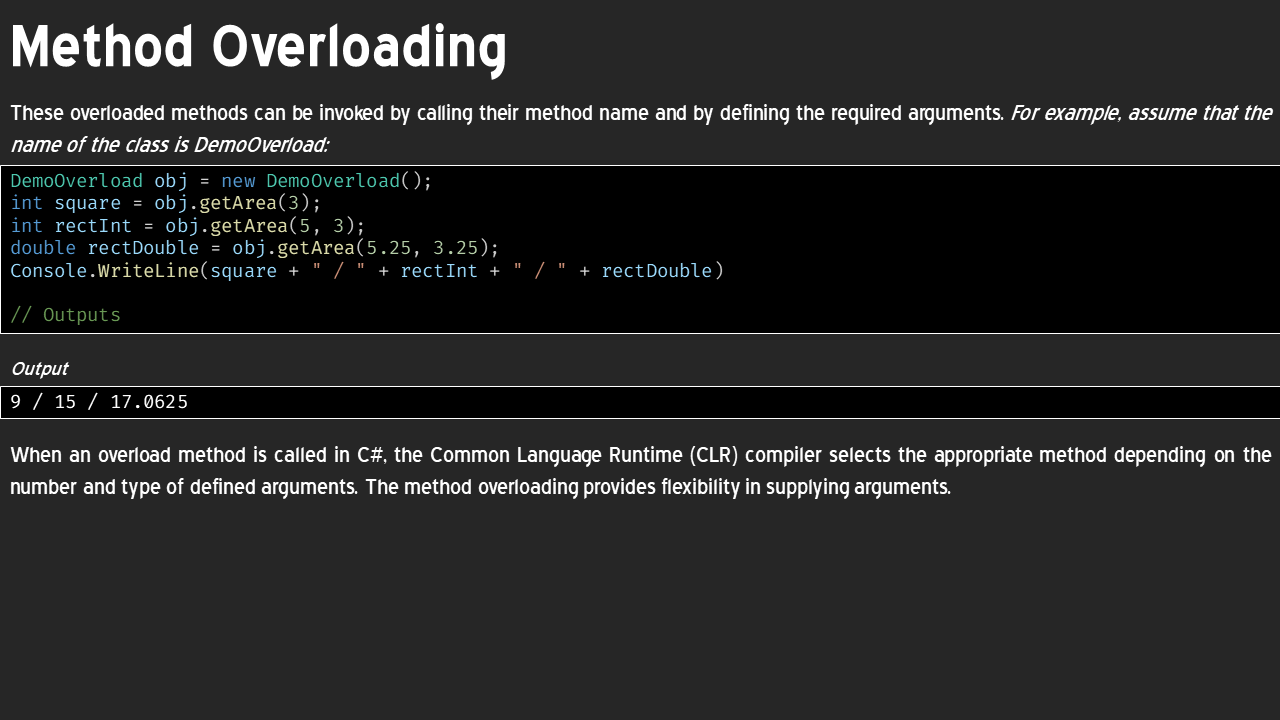 Method Overloading
These overloaded methods can be invoked by calling their method name and by defining the required arguments. For example, assume that the
name of the class is DemoOverload:
DemoOverload obj = new DemoOverload();
int square = obj.getArea(3);
int rectInt = obj.getArea(5, 3);
double rectDouble = obj.getArea(5.25, 3.25);
Console.WriteLine(square + " / " + rectInt + " / " + rectDouble)
// Outputs
Output
9 / 15 / 17.0625
When an overload method is called in C#, the Common Language Runtime (CLR) compiler selects the appropriate method depending on the
number and type of defined arguments. The method overloading provides flexibility in supplying arguments.